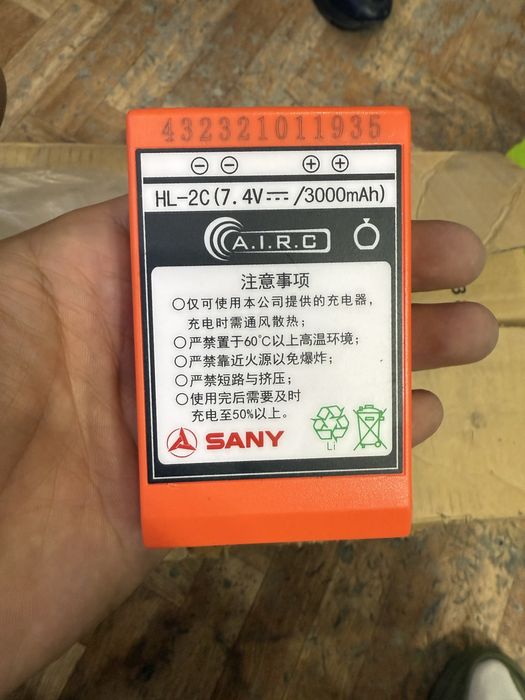 432321011935
⊖ ⊖ ⊕ ⊕
HL-2C(7.4V⎓/3000mAh)
A.I.R.C
注意事项
○仅可使用本公司提供的充电器，
充电时需通风散热；
○严禁置于60℃以上高温环境；
○严禁靠近火源以免爆炸；
○严禁短路与挤压；
○使用完后需要及时
充电至50%以上。
SANY
Li